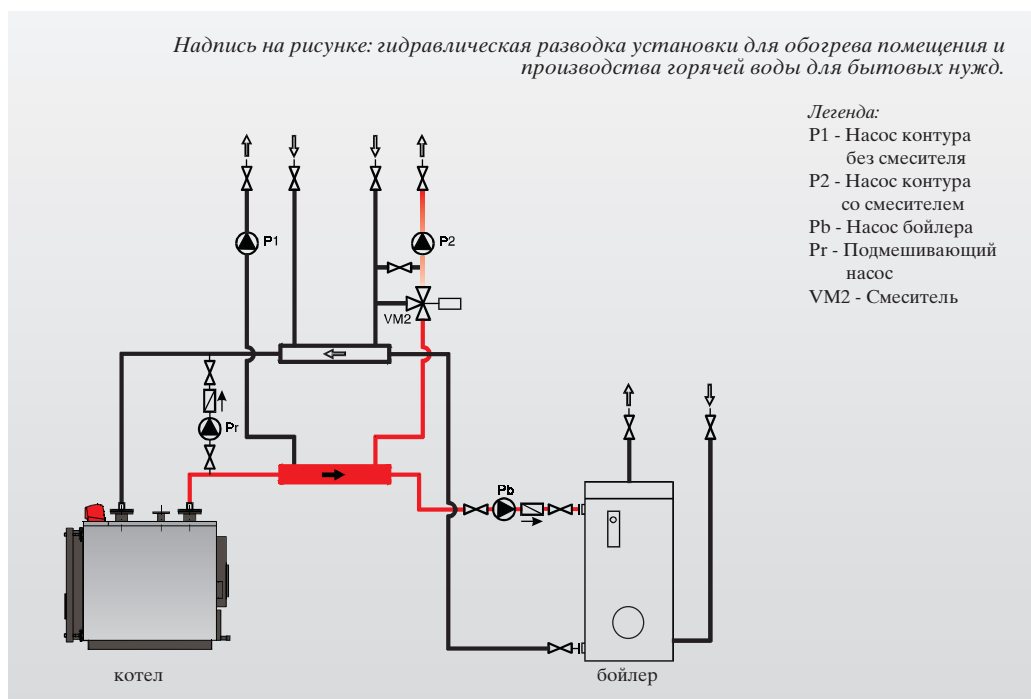 Надпись на рисунке: гидравлическая разводка установки для обогрева помещения и
производства горячей воды для бытовых нужд.
Легенда:
P1 - Насос контура
без смесителя
P2 - Насос контура
со смесителем
Pb - Насос бойлера
Pr - Подмешивающий
насос
VM2 - Смеситель
P1
P2
VM2
Pr
Pb
котел
бойлер